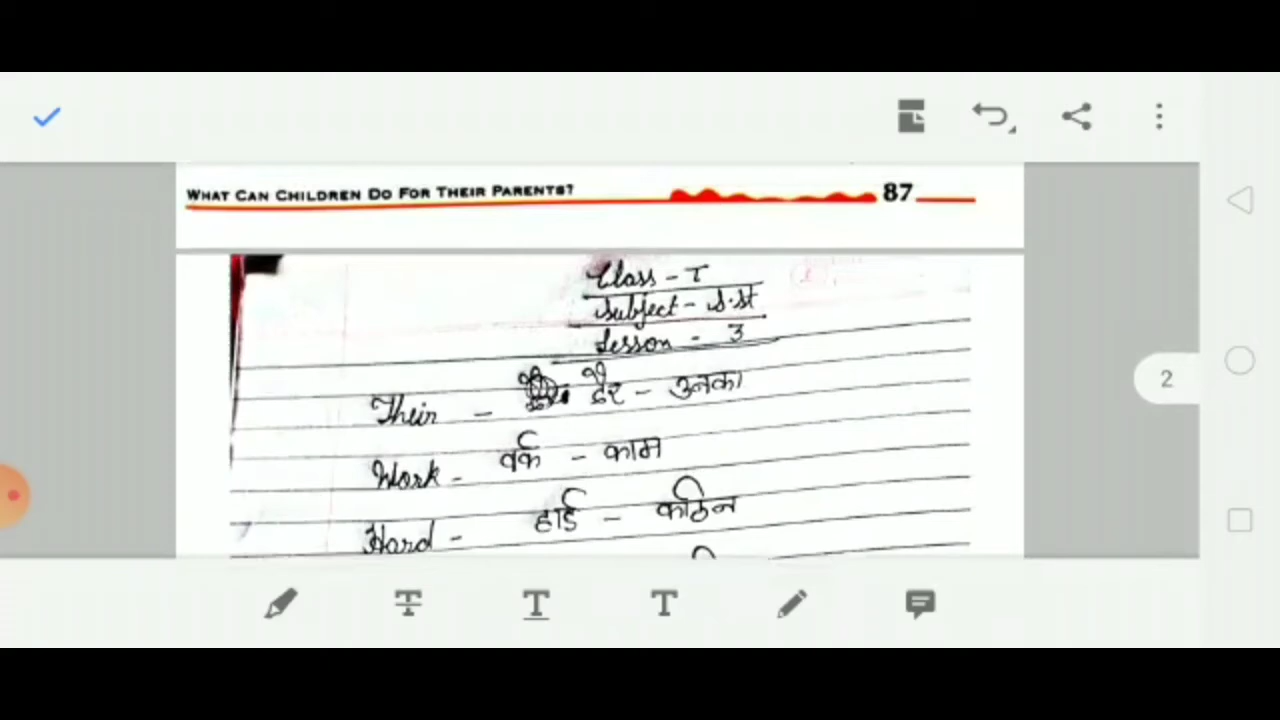 WHAT CAN CHILDREN DO FOR THEIR PARENTS? 87
Class - I
Subject - S.St
Lesson - 3
Their - दैर - उनका
Work - वर्क - काम
Hard - हार्ड - कठिन
2
T T T